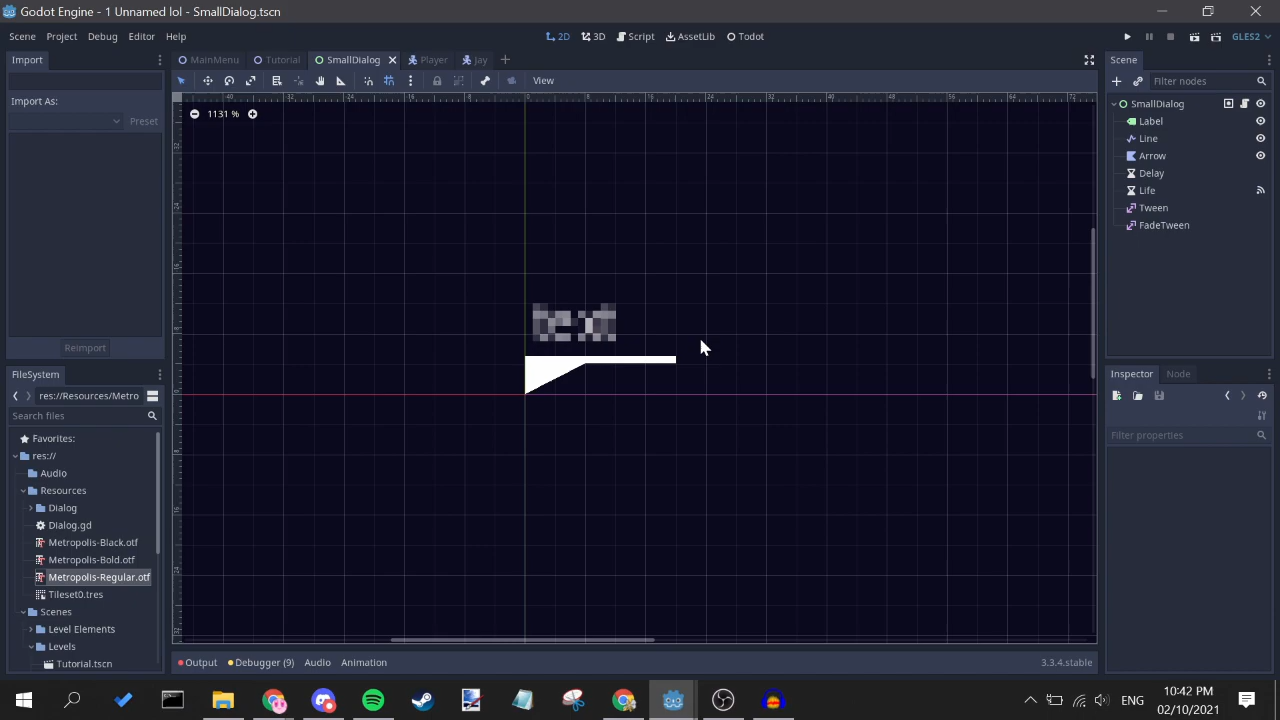 Godot Engine - 1 Unnamed lol - SmallDialog.tscn
Scene Project Debug Editor Help
2D 3D Script AssetLib Todot
GLES2
Import
MainMenu Tutorial SmallDialog Player Jay
Scene
View
Filter nodes
Import As:
Preset
1131 %
SmallDialog
Label
Line
Arrow
Delay
Life
Tween
FadeTween
text
Reimport
FileSystem
Inspector Node
res://Resources/Metro
Search files
Filter properties
Favorites:
res://
Audio
Resources
Dialog
Dialog.gd
Metropolis-Black.otf
Metropolis-Bold.otf
Metropolis-Regular.otf
Tileset0.tres
Scenes
Level Elements
Levels
Tutorial.tscn
Output Debugger (9) Audio Animation
3.3.4.stable
ENG
10:42 PM
02/10/2021